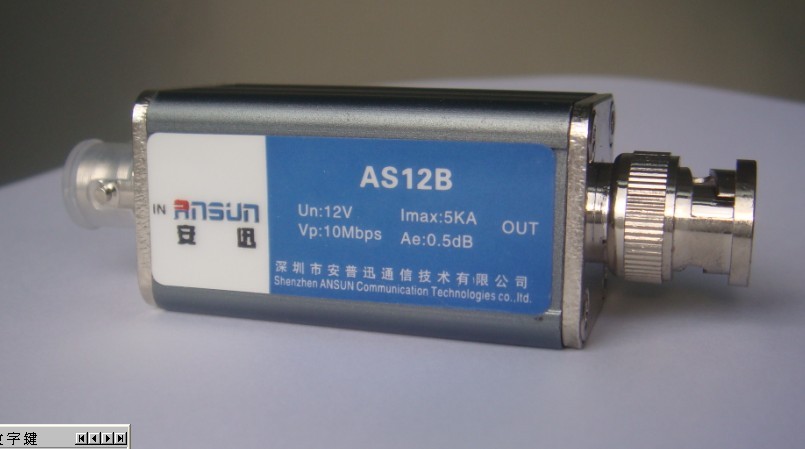 AS12B
IN ANSUN
安 迅
Un:12V Imax:5KA
Vp:10Mbps Ae:0.5dB
OUT
深圳市安普迅通信技术有限公司
Shenzhen ANSUN Communication Technologies co.,ltd.
字鍵